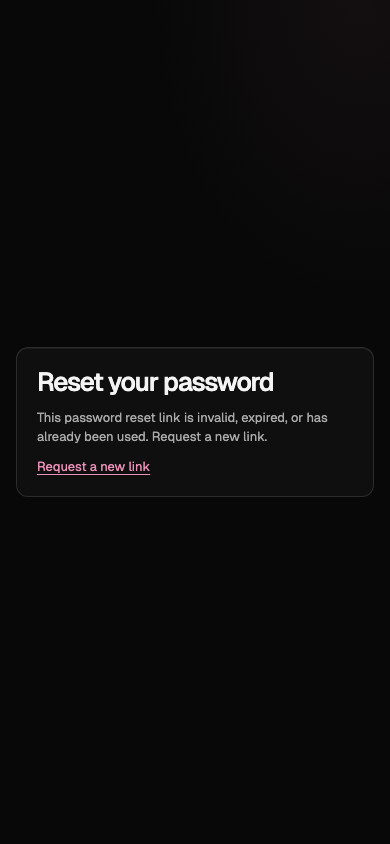 Reset your password
This password reset link is invalid, expired, or has
already been used. Request a new link.
Request a new link